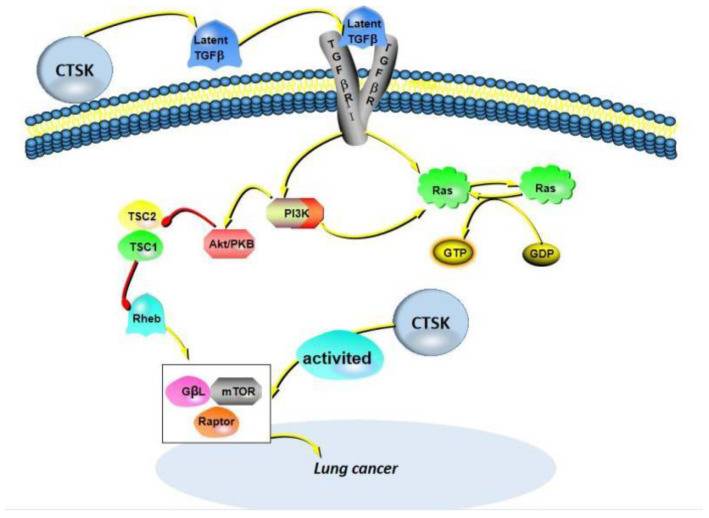 CTSK
Latent
TGFβ
Latent
TGFβ
TGFβRII
TGFβR
Ras
Ras
PI3K
TSC2
TSC1
Akt/PKB
GTP
GDP
Rheb
CTSK
activited
GβL
mTOR
Raptor
Lung cancer